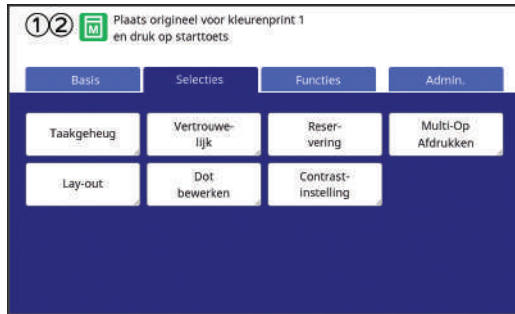 ①② M Plaats origineel voor kleurenprint 1
en druk op starttoets
Basis Selecties Functies Admin.
Taakgeheug Vertrouwe-
lijk Reser-
vering Multi-Op
Afdrukken
Lay-out Dot
bewerken Contrast-
instelling